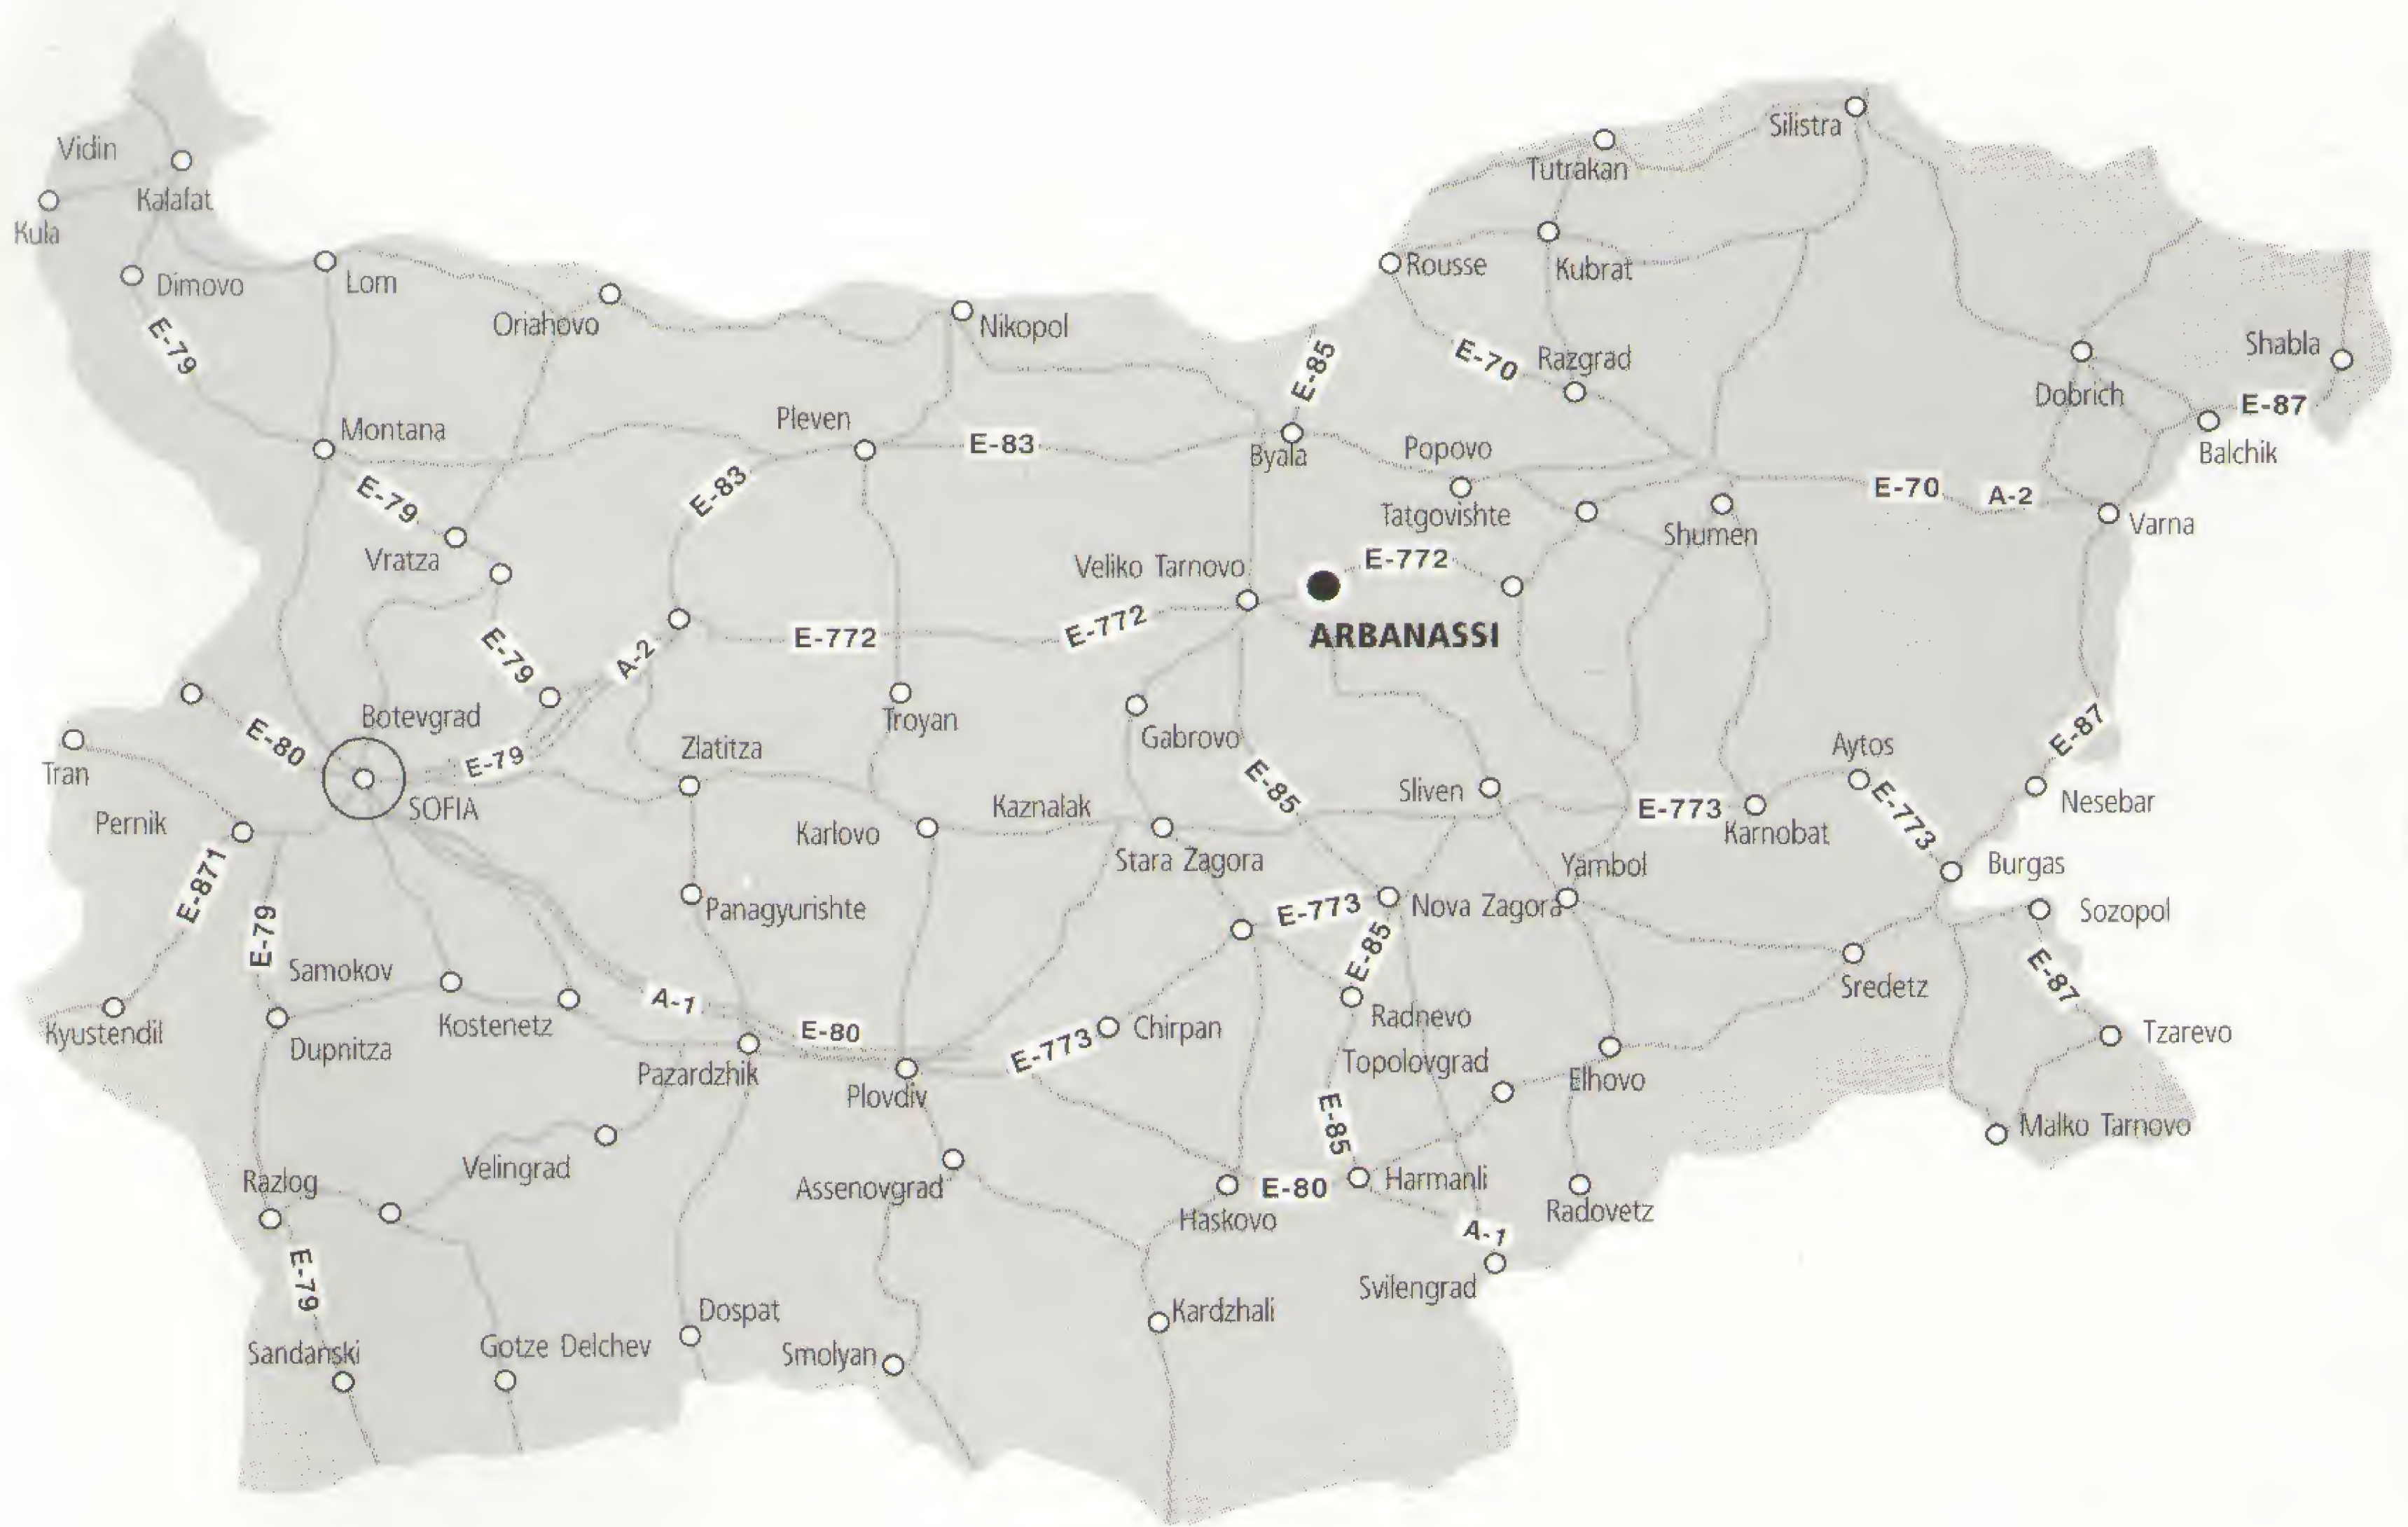 Silistra
Tutrakan
Vidin
Kalafat
Kula
Rousse
Kubrat
Dimovo
Lom
Oriahovo
Nikopol
E-79
E-85
E-70
Razgrad
Shabla
Dobrich
E-87
Balchik
Montana
Pleven
E-83
Byala
Popovo
E-79
E-83
E-70
A-2
Tatgovishte
Shumen
Varna
Vratza
Veliko Tarnovo
E-772
E-79
A-2
E-772
E-772
ARBANASSI
Botevgrad
E-80
E-79
Troyan
Gabrovo
E-87
Tran
Zlatitza
Aytos
E-85
Sliven
E-773
Karnobat
E-773
Nesebar
SOFIA
Pernik
Karlovo
Kaznalak
Stara Zagora
Yambol
Burgas
E-871
E-79
Panagyurishte
E-773
Nova Zagora
Sozopol
E-85
Samokov
A-1
Sredetz
E-87
Kyustendil
Dupnitza
Kostenetz
E-80
Chirpan
Radnevo
Tzarevo
Pazardzhik
E-773
Topolovgrad
Elhovo
Plovdiv
E-85
Malko Tarnovo
Velingrad
Razlog
Assenovgrad
E-80
Harmanli
Haskovo
Radovetz
A-1
E-79
Svilengrad
Dospat
Kardzhali
Sandanski
Gotze Delchev
Smolyan